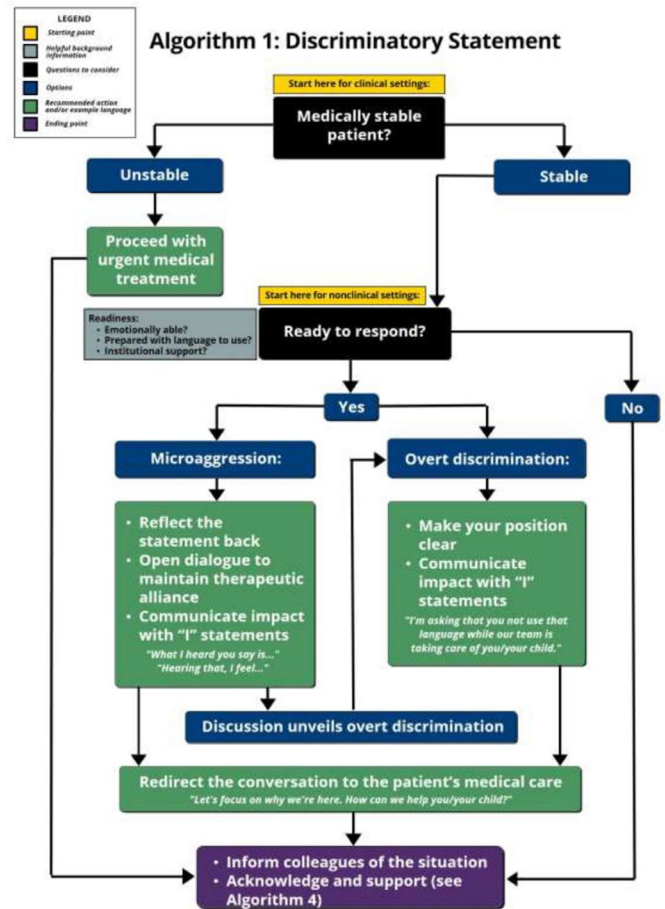 LEGEND
Starting point
Helpful background
information
Questions to consider
Options
Recommended action
and/or example language
Ending point
Algorithm 1: Discriminatory Statement
Start here for clinical settings:
Medically stable
patient?
Unstable
Stable
Proceed with
urgent medical
treatment
Start here for nonclinical settings:
Readiness:
• Emotionally able?
• Prepared with language to use?
• Institutional support?
Ready to respond?
Yes
No
Microaggression:
Overt discrimination:
• Reflect the
statement back
• Open dialogue to
maintain therapeutic
alliance
• Communicate impact
with “I” statements
"What I heard you say is..."
"Hearing that, I feel..."
• Make your position
clear
• Communicate
impact with “I”
statements
"I'm asking that you not use that
language while our team is
taking care of you/your child."
Discussion unveils overt discrimination
Redirect the conversation to the patient’s medical care
"Let's focus on why we're here. How can we help you/your child?"
• Inform colleagues of the situation
• Acknowledge and support (see
Algorithm 4)